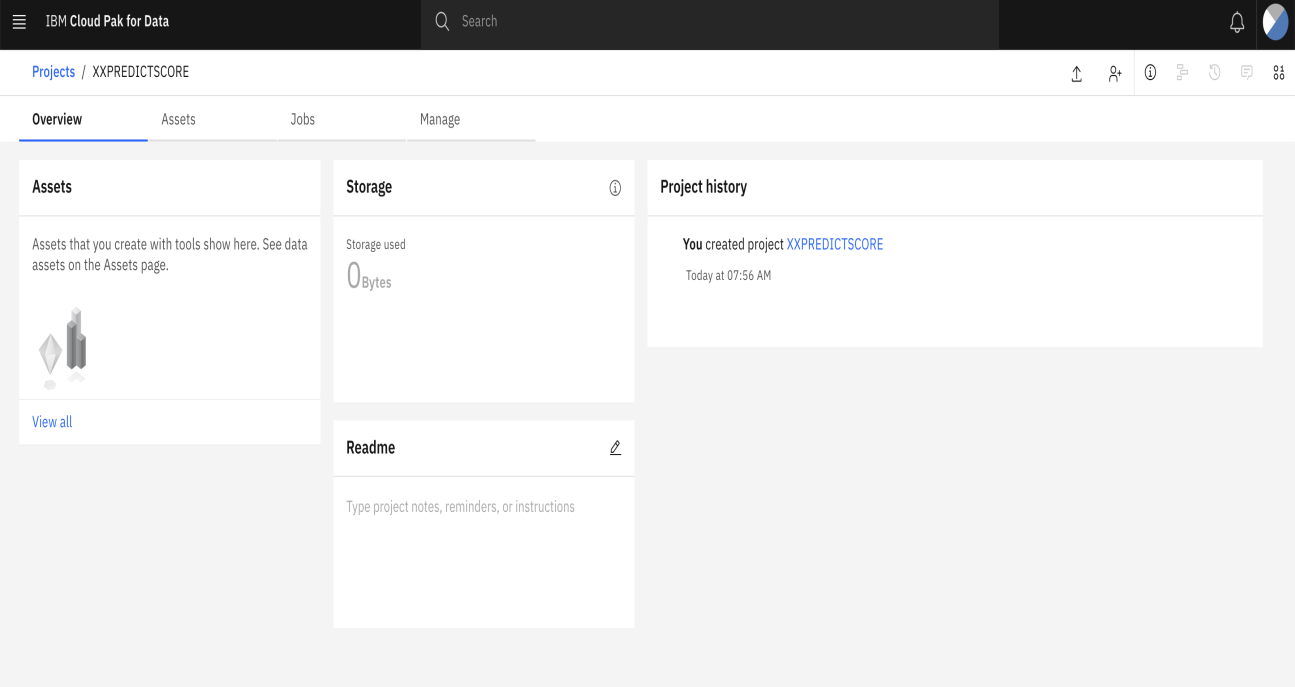 IBM Cloud Pak for Data
Search
Projects / XXPREDICTSCORE
Overview
Assets
Jobs
Manage
Assets
Assets that you create with tools show here. See data
assets on the Assets page.
View all
Storage
Storage used
0 Bytes
Readme
Type project notes, reminders, or instructions
Project history
You created project XXPREDICTSCORE
Today at 07:56 AM